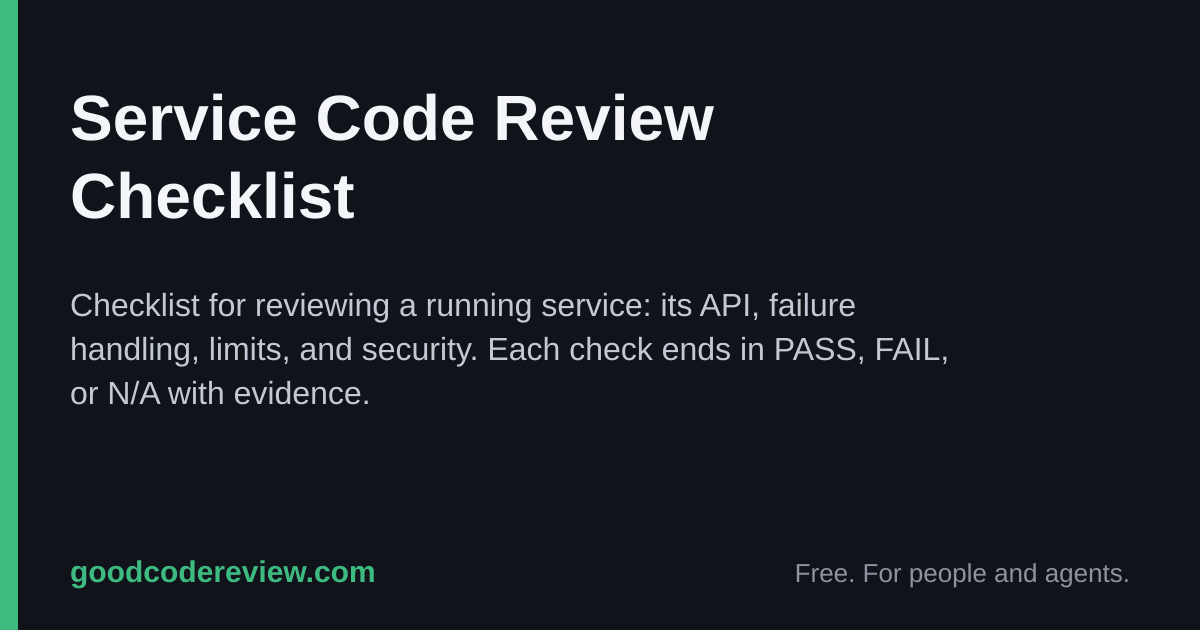 Service Code Review
Checklist
Checklist for reviewing a running service: its API, failure
handling, limits, and security. Each check ends in PASS, FAIL,
or N/A with evidence.
goodcodereview.com
Free. For people and agents.